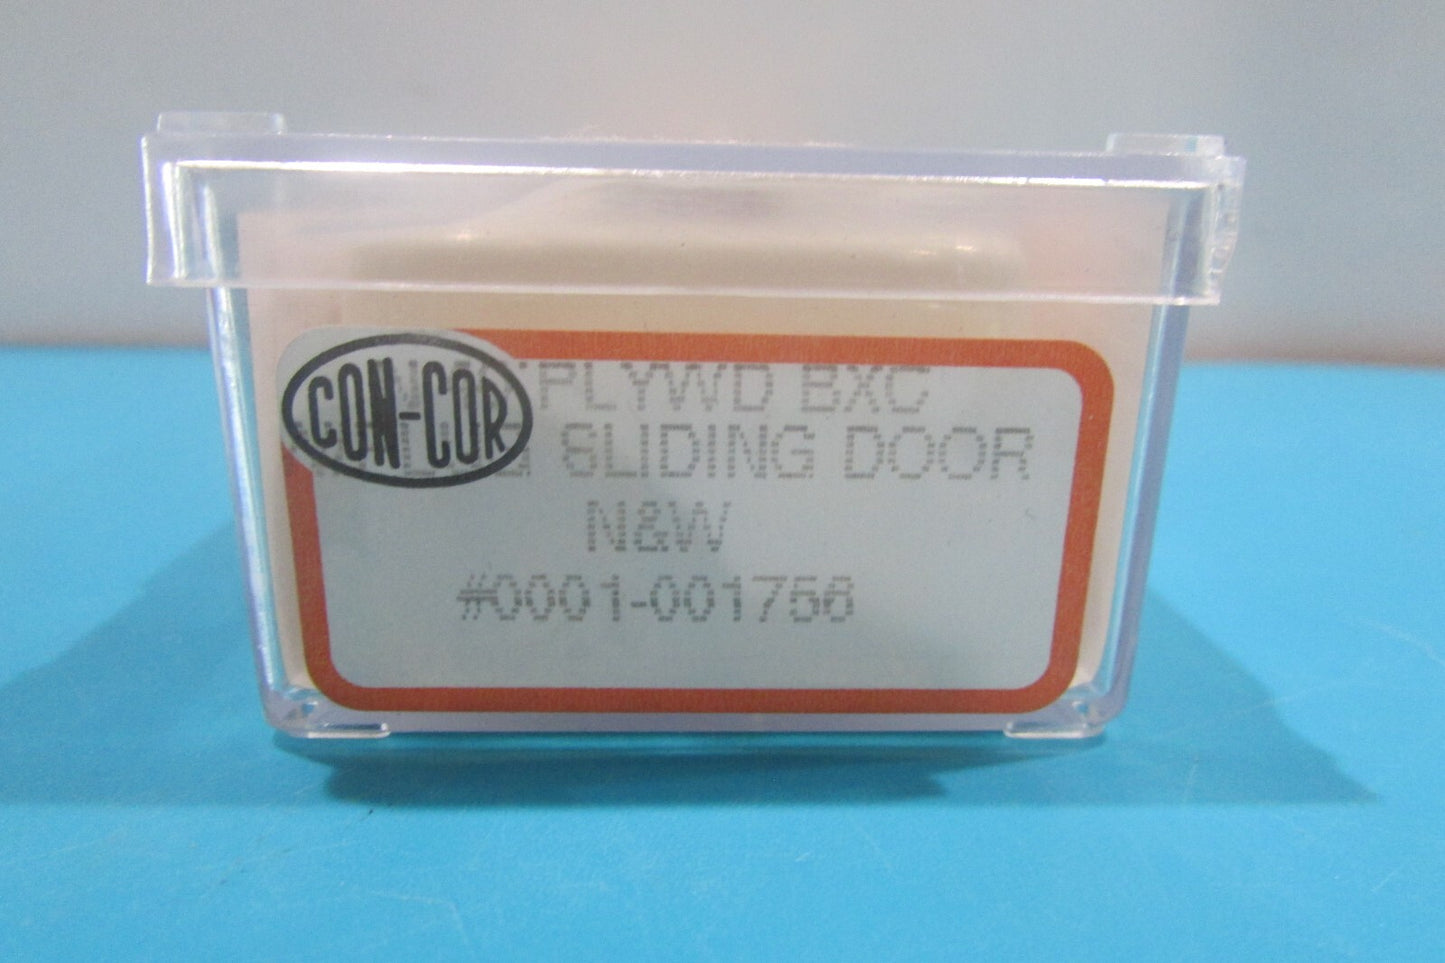 CON-COR
PLYWD BXC
SLIDING DOOR
N&W
#0001-001756